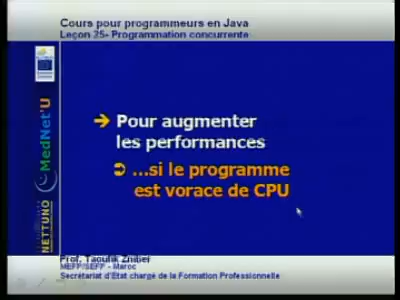 Cours pour programmeurs en Java
Leçon 25- Programmation concurrente
Pour augmenter
les performances
...si le programme
est vorace de CPU
NETTUNO
MedNet'U
Prof. Taoufik Zniber
MEFP/SEFP - Maroc
Secrétariat d'Etat chargé de la Formation Professionnelle